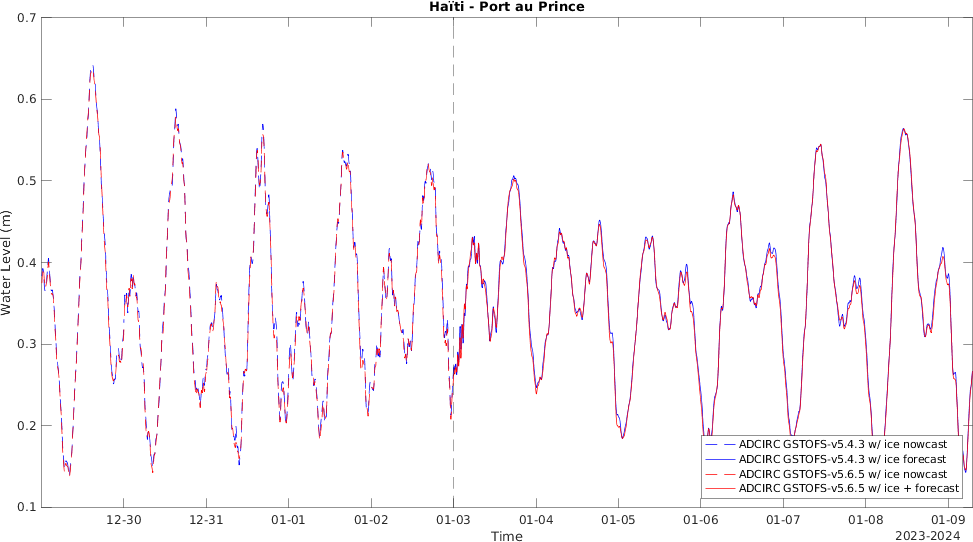 Haïti - Port au Prince
Water Level (m)
0.7
0.6
0.5
0.4
0.3
0.2
0.1
ADCIRC GSTOFS-v5.4.3 w/ ice nowcast
ADCIRC GSTOFS-v5.4.3 w/ ice forecast
ADCIRC GSTOFS-v5.6.5 w/ ice nowcast
ADCIRC GSTOFS-v5.6.5 w/ ice + forecast
12-30 12-31 01-01 01-02 01-03 01-04 01-05 01-06 01-07 01-08 01-09
Time
2023-2024